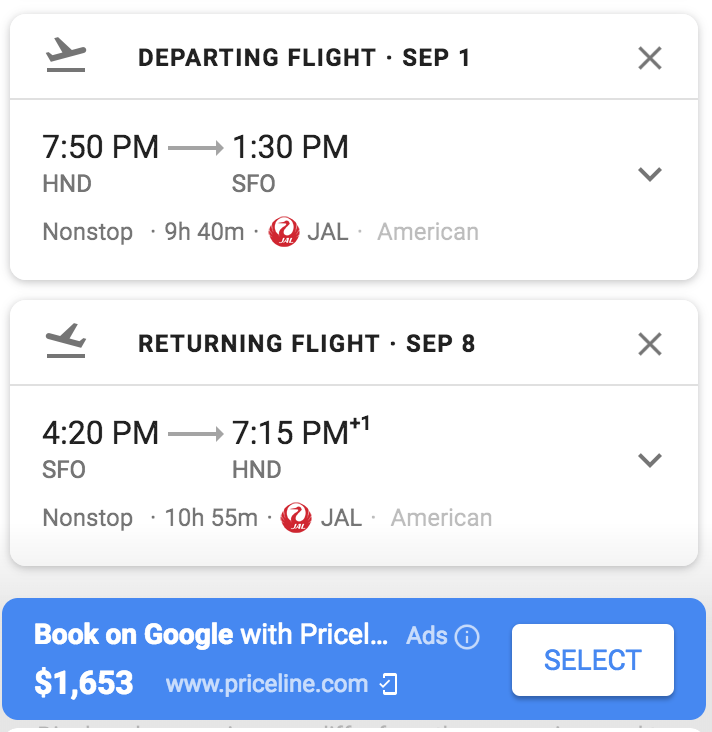 DEPARTING FLIGHT · SEP 1
7:50 PM 1:30 PM
HND SFO
Nonstop · 9h 40m · JAL JAL · American
RETURNING FLIGHT · SEP 8
4:20 PM 7:15 PM+1
SFO HND
Nonstop · 10h 55m · JAL JAL · American
Book on Google with Pricel... Ads
$1,653 www.priceline.com
SELECT